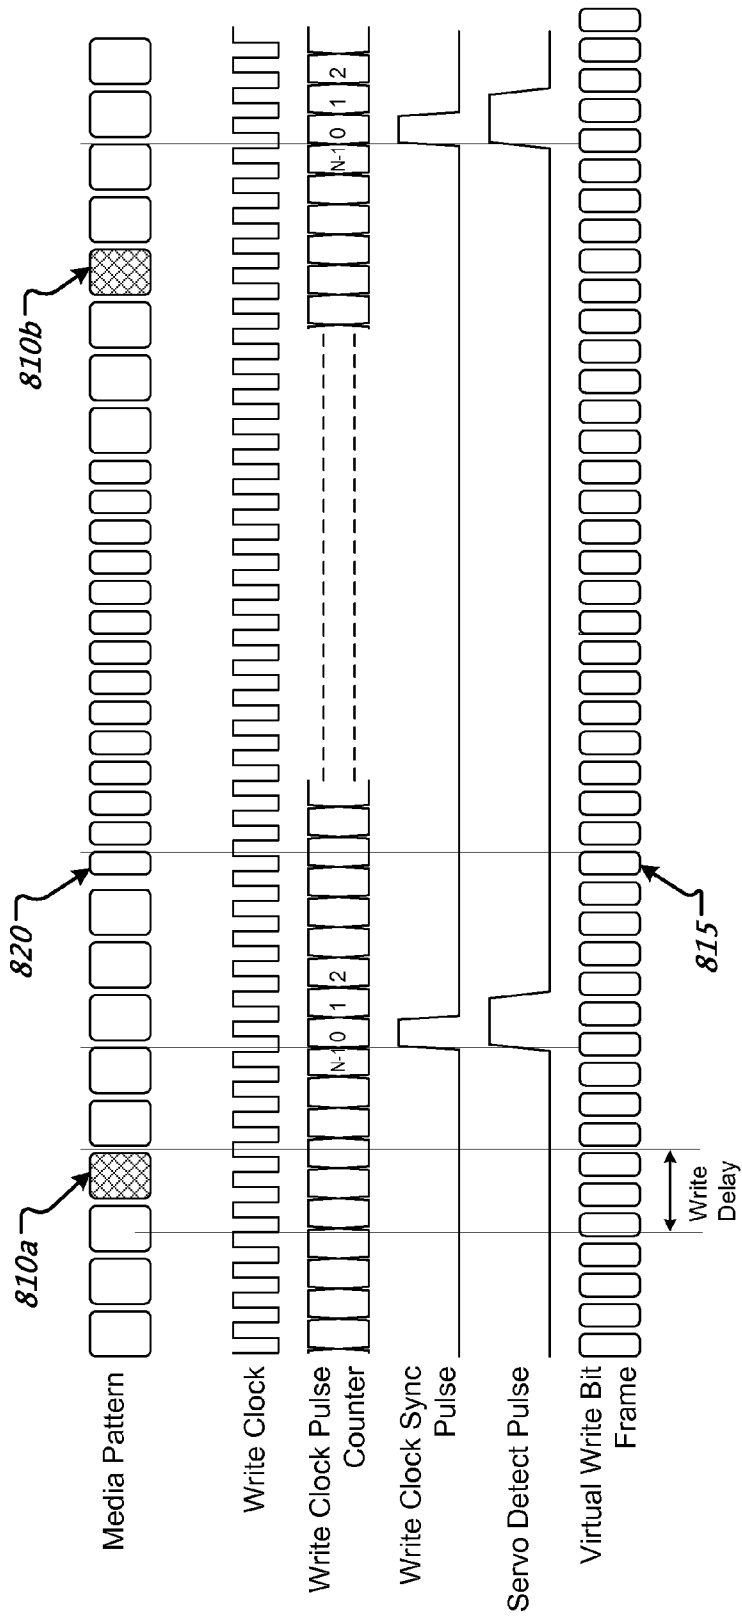 810a
820
810b
Media Pattern
Write Clock
Write Clock Pulse
Counter
N-1 0 1 2
N-1 0 1 2
Write Clock Sync
Pulse
Servo Detect Pulse
Virtual Write Bit
Frame
Write
Delay
815